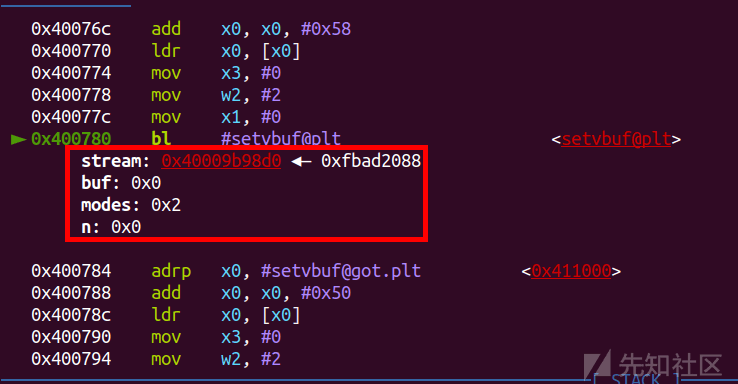 0x40076c add x0, x0, #0x58
0x400770 ldr x0, [x0]
0x400774 mov x3, #0
0x400778 mov w2, #2
0x40077c mov x1, #0
► 0x400780 bl #setvbuf@plt <setvbuf@plt>
stream: 0x40009b98d0 ← 0xfbad2088
buf: 0x0
modes: 0x2
n: 0x0
0x400784 adrp x0, #setvbuf@got.plt <0x411000>
0x400788 add x0, x0, #0x50
0x40078c ldr x0, [x0]
0x400790 mov x3, #0
0x400794 mov w2, #2
先知社区
[ STACK ]